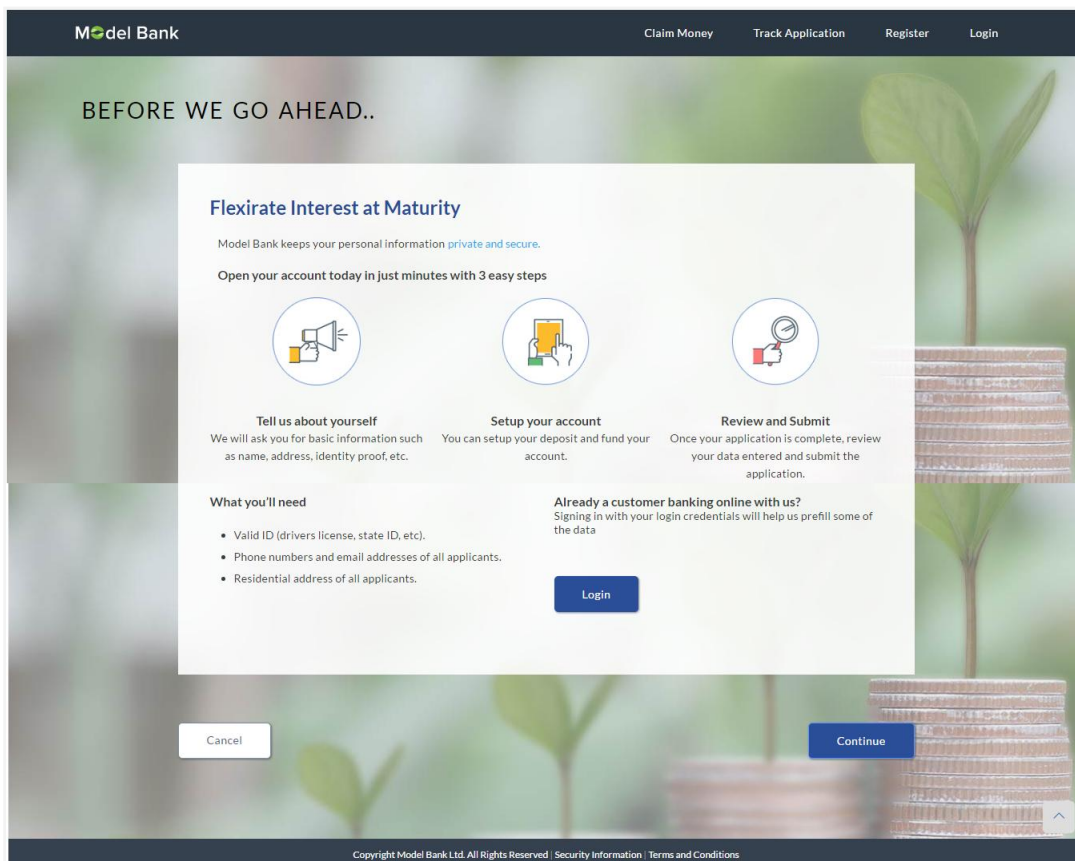 Model Bank
Claim Money
Track Application
Register
Login
BEFORE WE GO AHEAD..
Flexirate Interest at Maturity
Model Bank keeps your personal information private and secure.
Open your account today in just minutes with 3 easy steps
Tell us about yourself
We will ask you for basic information such
as name, address, identity proof, etc.
Setup your account
You can setup your deposit and fund your
account.
Review and Submit
Once your application is complete, review
your data entered and submit the
application.
What you'll need
• Valid ID (drivers license, state ID, etc).
• Phone numbers and email addresses of all applicants.
• Residential address of all applicants.
Already a customer banking online with us?
Signing in with your login credentials will help us prefill some of
the data
Login
Cancel
Continue
Copyright Model Bank Ltd. All Rights Reserved | Security Information | Terms and Conditions